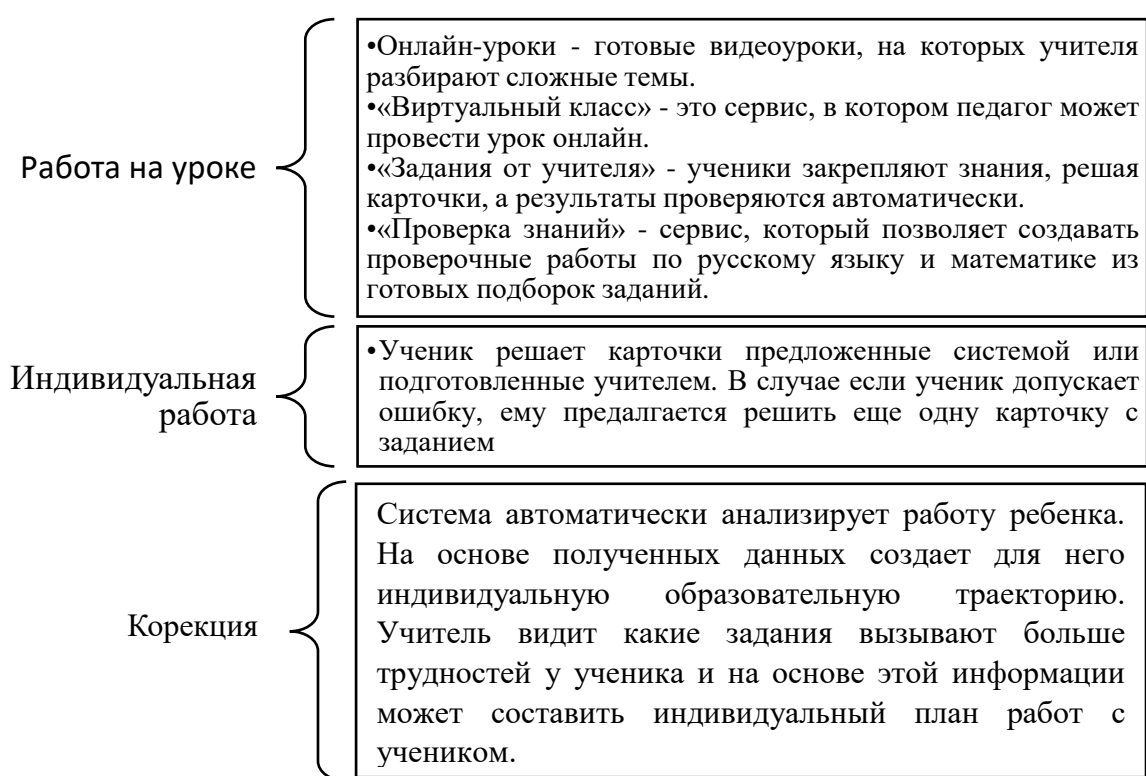 Работа на уроке
•Онлайн-уроки - готовые видеоуроки, на которых учителя
разбирают сложные темы.
•«Виртуальный класс» - это сервис, в котором педагог может
провести урок онлайн.
•«Задания от учителя» - ученики закрепляют знания, решая
карточки, а результаты проверяются автоматически.
•«Проверка знаний» - сервис, который позволяет создавать
проверочные работы по русскому языку и математике из
готовых подборок заданий.
Индивидуальная
работа
•Ученик решает карточки предложенные системой или
подготовленные учителем. В случае если ученик допускает
ошибку, ему предалгается решить еще одну карточку с
заданием
Корекция
Система автоматически анализирует работу ребенка.
На основе полученных данных создает для него
индивидуальную образовательную траекторию.
Учитель видит какие задания вызывают больше
трудностей у ученика и на основе этой информации
может составить индивидуальный план работ с
учеником.